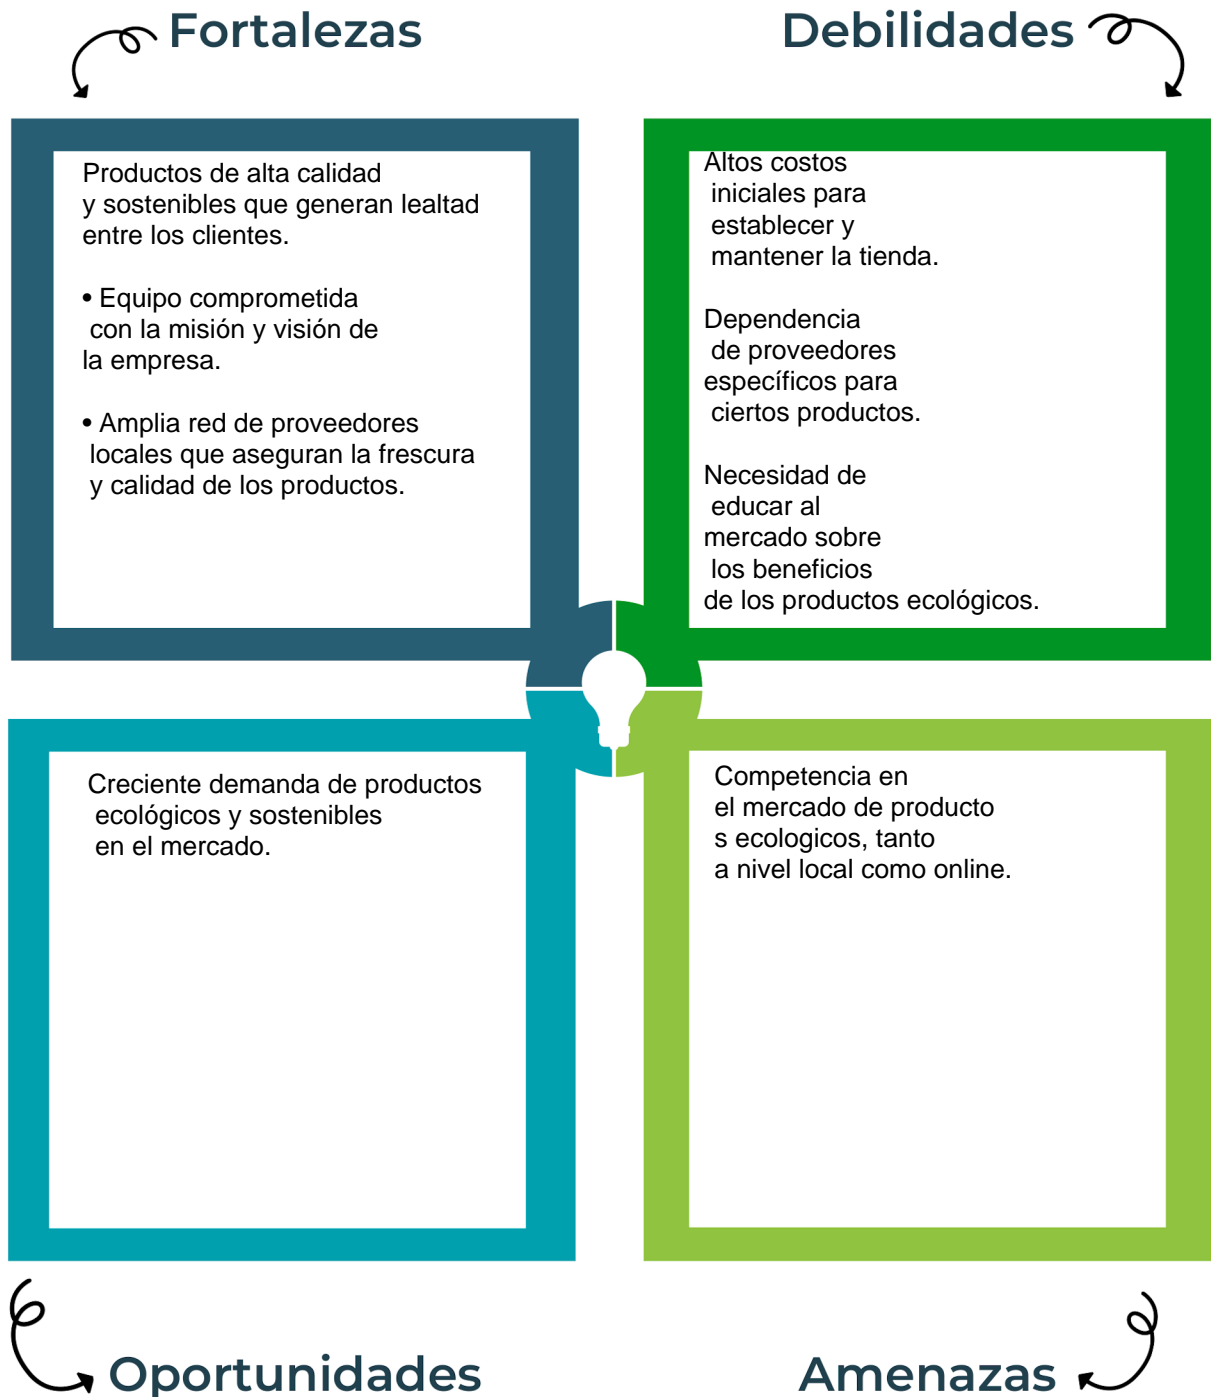 Fortalezas
Productos de alta calidad
y sostenibles que generan lealtad
entre los clientes.
• Equipo comprometida
con la misión y visión de
la empresa.
• Amplia red de proveedores
locales que aseguran la frescura
y calidad de los productos.
Debilidades
Altos costos
iniciales para
establecer y
mantener la tienda.
Dependencia
de proveedores
específicos para
ciertos productos.
Necesidad de
educar al
mercado sobre
los beneficios
de los productos ecológicos.
Creciente demanda de productos
ecológicos y sostenibles
en el mercado.
Oportunidades
Competencia en
el mercado de producto
s ecologicos, tanto
a nivel local como online.
Amenazas